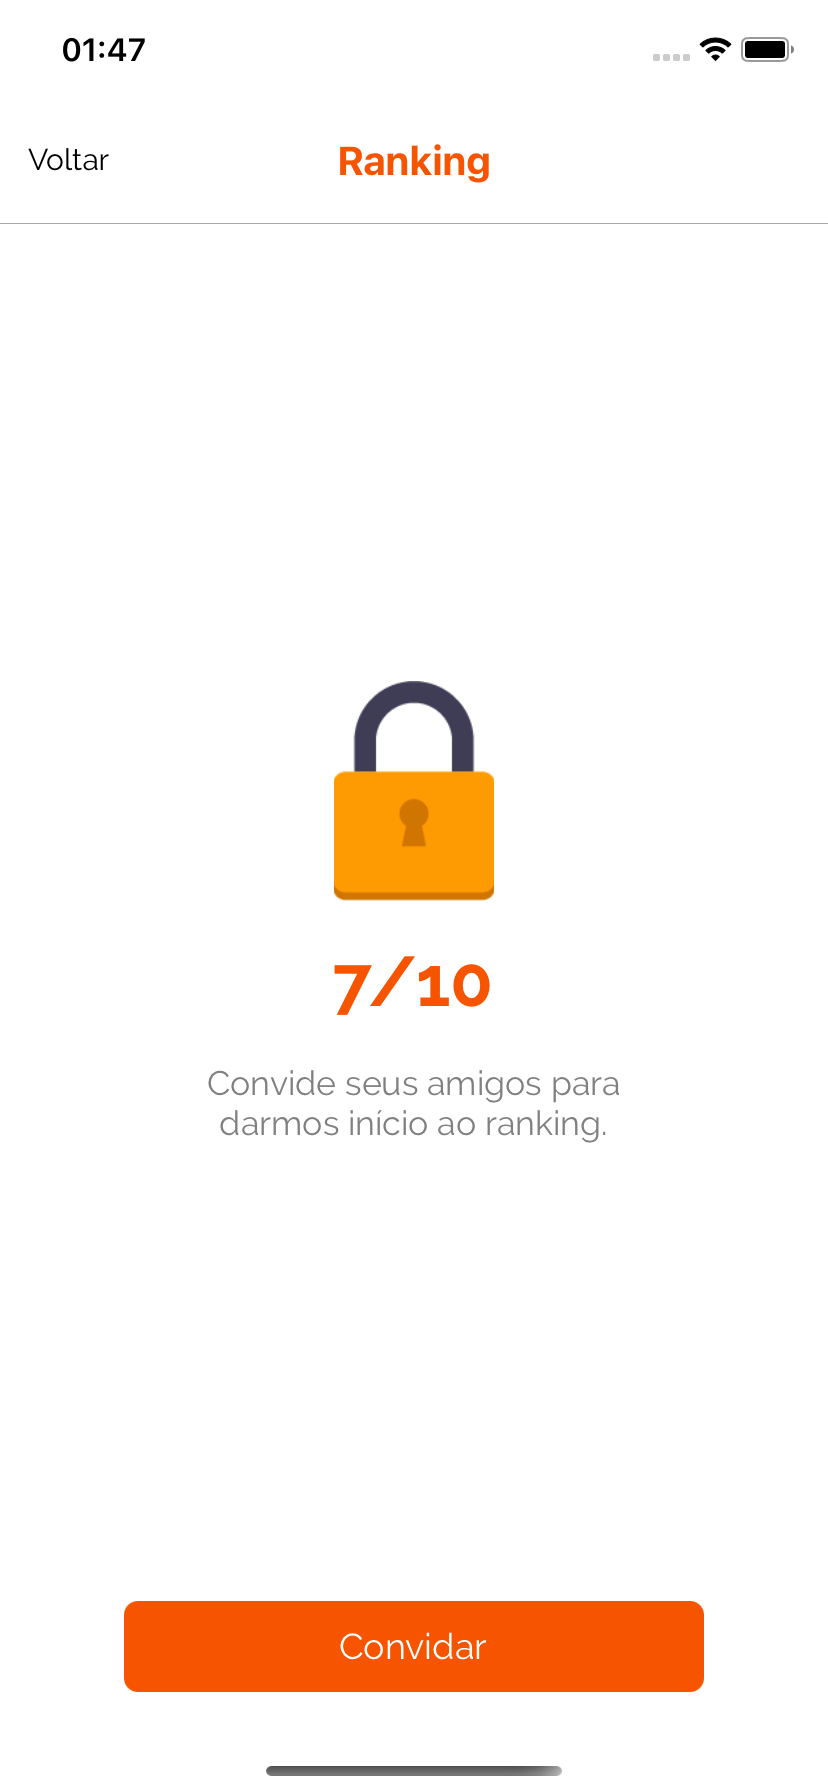 01:47
Voltar
Ranking
7/10
Convide seus amigos para
darmos início ao ranking.
Convidar